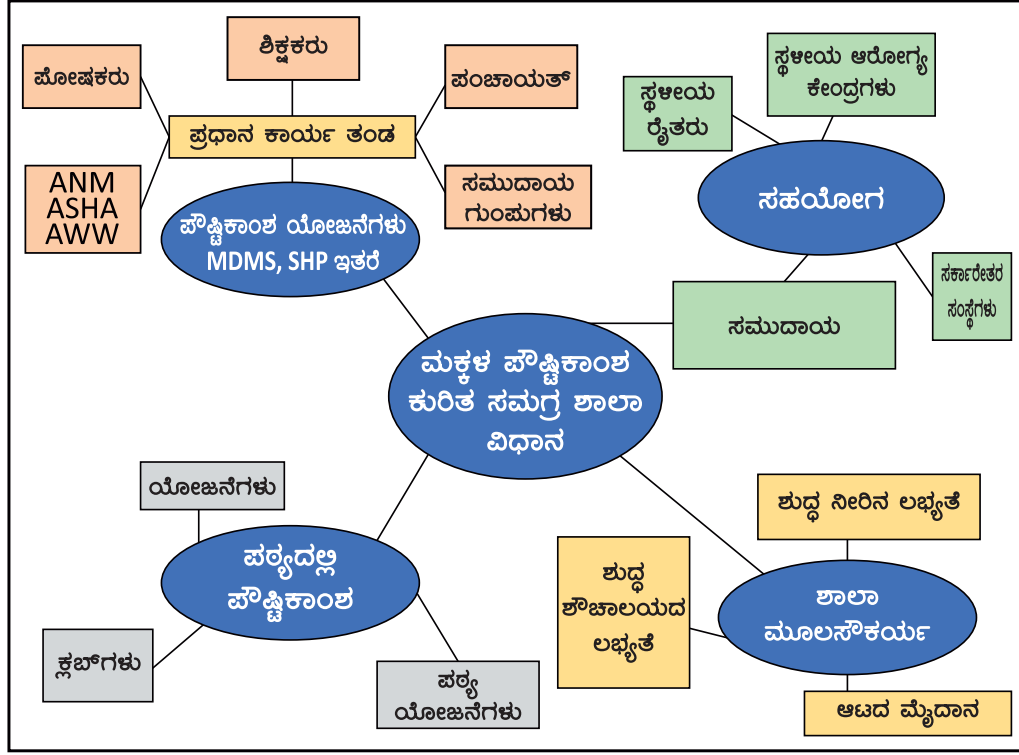 ಶಿಕ್ಷಕರು
ಪೋಷಕರು
ಪಂಚಾಯತ್
ಪ್ರಧಾನ ಕಾರ್ಯ ತಂಡ
ANM
ASHA
AWW
ಸಮುದಾಯ
ಗುಂಪುಗಳು
ಪೌಷ್ಟಿಕಾಂಶ ಯೋಜನೆಗಳು
MDMS, SHP ಇತರೆ
ಸ್ಥಳೀಯ ಆರೋಗ್ಯ
ಕೇಂದ್ರಗಳು
ಸ್ಥಳೀಯ
ರೈತರು
ಸಹಯೋಗ
ಸರ್ಕಾರೇತರ
ಸಂಸ್ಥೆಗಳು
ಸಮುದಾಯ
ಮಕ್ಕಳ ಪೌಷ್ಟಿಕಾಂಶ
ಕುರಿತ ಸಮಗ್ರ ಶಾಲಾ
ವಿಧಾನ
ಯೋಜನೆಗಳು
ಪಠ್ಯದಲ್ಲಿ
ಪೌಷ್ಟಿಕಾಂಶ
ಕ್ಲಬ್‌ಗಳು
ಪಠ್ಯ
ಯೋಜನೆಗಳು
ಶುದ್ಧ ನೀರಿನ ಲಭ್ಯತೆ
ಶುದ್ಧ
ಶೌಚಾಲಯದ
ಲಭ್ಯತೆ
ಶಾಲಾ
ಮೂಲಸೌಕರ್ಯ
ಆಟದ ಮೈದಾನ